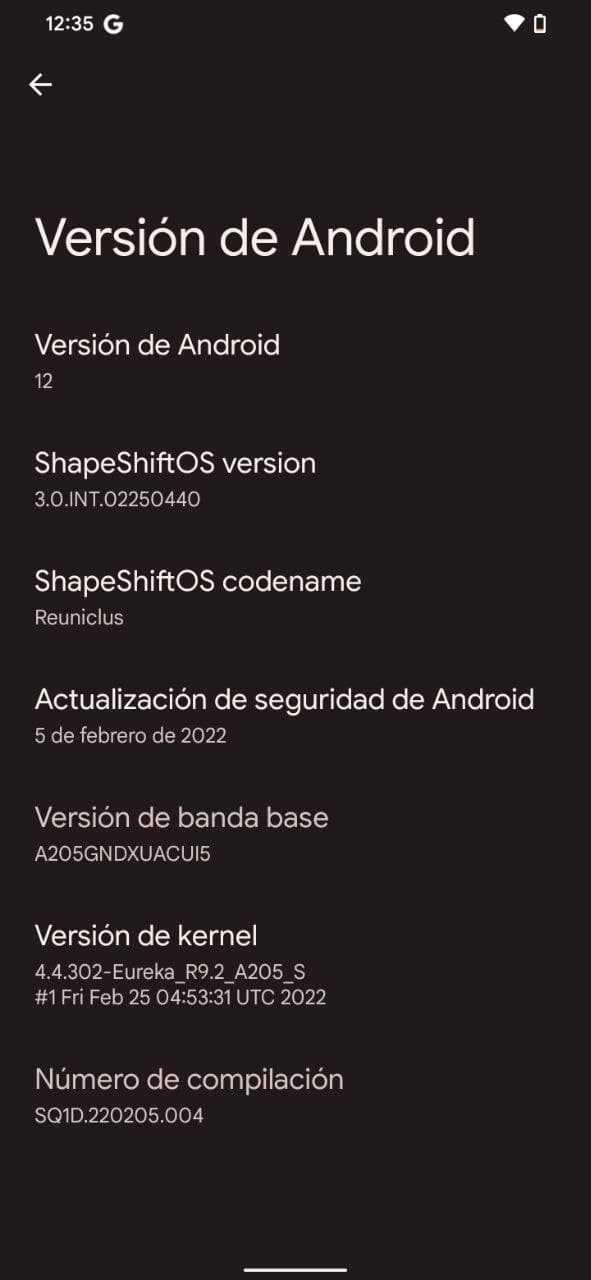 12:35 G
Versión de Android
Versión de Android
12
ShapeShiftOS version
3.0.INT.02250440
ShapeShiftOS codename
Reuniclus
Actualización de seguridad de Android
5 de febrero de 2022
Versión de banda base
A205GNDXUACUI5
Versión de kernel
4.4.302-Eureka_R9.2_A205_S
#1 Fri Feb 25 04:53:31 UTC 2022
Número de compilación
SQ1D.220205.004